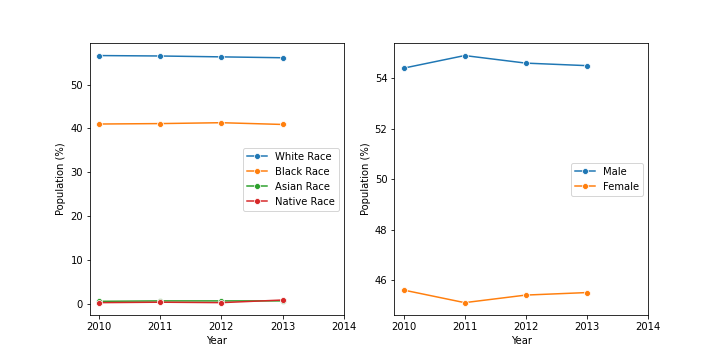 Population (%)
50
40
30
20
10
0
White Race
Black Race
Asian Race
Native Race
2010 2011 2012 2013 2014
Year
Population (%)
54
52
50
48
46
Male
Female
2010 2011 2012 2013 2014
Year